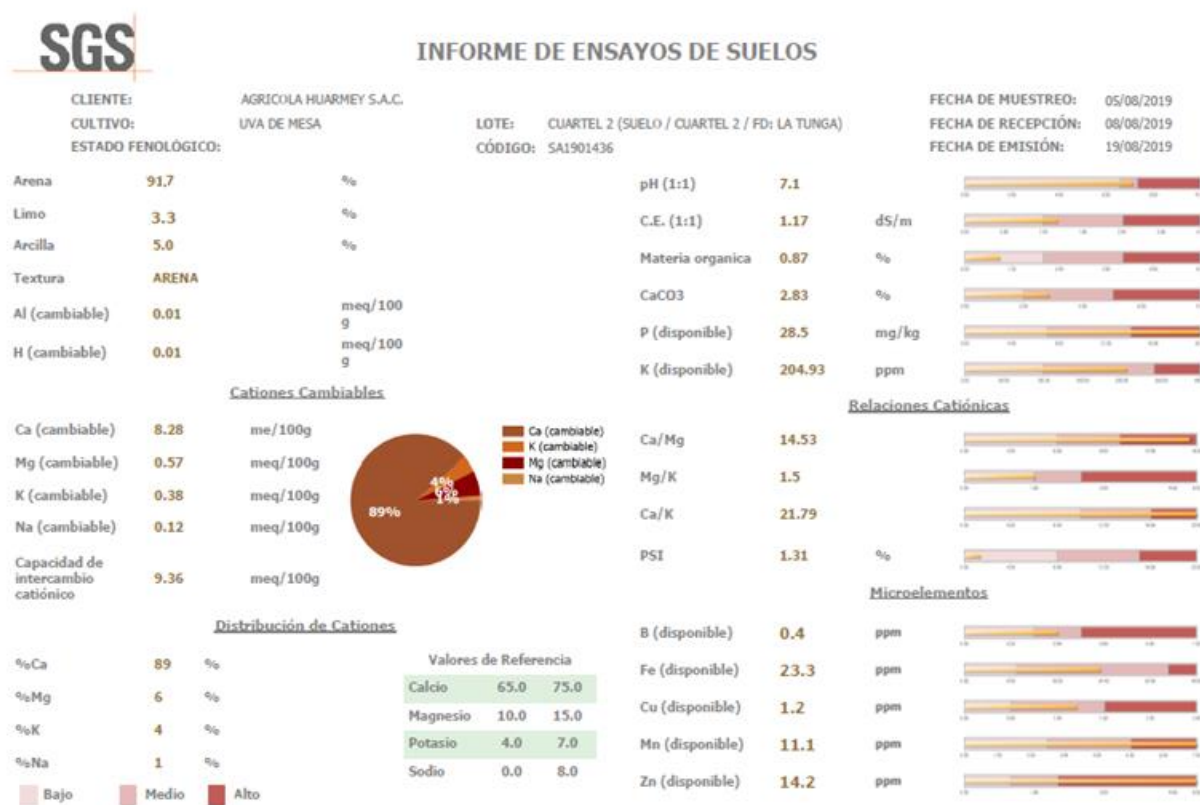 SGS
INFORME DE ENSAYOS DE SUELOS
CLIENTE: AGRICOLA HUARMEY S.A.C.
FECHA DE MUESTREO: 05/08/2019
CULTIVO: UVA DE MESA
LOTE: CUARTEL 2 (SUELO / CUARTEL 2 / FD: LA TUNGA)
FECHA DE RECEPCIÓN: 08/08/2019
ESTADO FENOLÓGICO:
CÓDIGO: SA1901436
FECHA DE EMISIÓN: 19/08/2019
Arena 91.7 %
Limo 3.3 %
Arcilla 5.0 %
Textura ARENA
Al (cambiable) 0.01 meq/100
g
H (cambiable) 0.01 meq/100
g
pH (1:1) 7.1
C.E. (1:1) 1.17 dS/m
Materia organica 0.87 %
CaCO3 2.83 %
P (disponible) 28.5 mg/kg
K (disponible) 204.93 ppm
Cationes Cambiables
Ca (cambiable) 8.28 me/100g
Mg (cambiable) 0.57 meq/100g
K (cambiable) 0.38 meq/100g
Na (cambiable) 0.12 meq/100g
Capacidad de
intercambio
catiónico
9.36 meq/100g
89%
4%
6%
1%
Ca (cambiable)
K (cambiable)
Mg (cambiable)
Na (cambiable)
Relaciones Catiónicas
Ca/Mg 14.53
Mg/K 1.5
Ca/K 21.79
PSI 1.31 %
Distribución de Cationes
%Ca 89 %
%Mg 6 %
%K 4 %
%Na 1 %
Bajo Medio Alto
Valores de Referencia
Calcio 65.0 75.0
Magnesio 10.0 15.0
Potasio 4.0 7.0
Sodio 0.0 8.0
Microelementos
B (disponible) 0.4 ppm
Fe (disponible) 23.3 ppm
Cu (disponible) 1.2 ppm
Mn (disponible) 11.1 ppm
Zn (disponible) 14.2 ppm